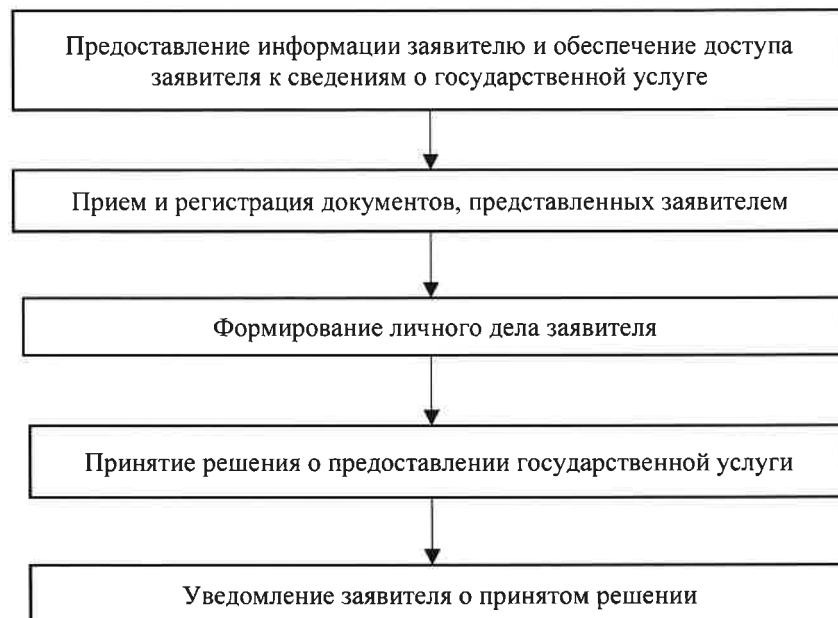 Предоставление информации заявителю и обеспечение доступа
заявителя к сведениям о государственной услуге
Прием и регистрация документов, представленных заявителем
Формирование личного дела заявителя
Принятие решения о предоставлении государственной услуги
Уведомление заявителя о принятом решении